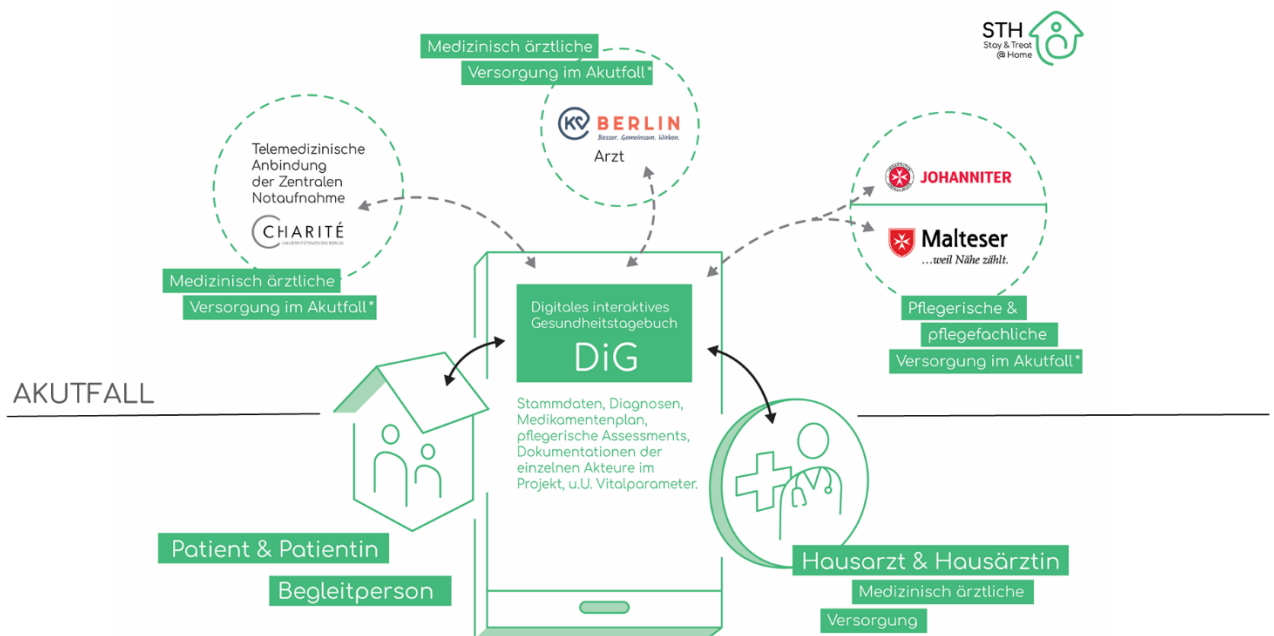 STH
Stay & Treat
@ Home
Medizinisch ärztliche
Versorgung im Akutfall*
KV BERLIN
Besser. Gemeinsam. Wirken.
Arzt
Telemedizinische
Anbindung
der Zentralen
Notaufnahme
CHARITÉ
UNIVERSITÄTSMEDIZIN BERLIN
Medizinisch ärztliche
Versorgung im Akutfall*
JOHANNITER
Malteser
...weil Nähe zählt.
Pflegerische &
pflegefachliche
Versorgung im Akutfall*
Digitales interaktives
Gesundheitstagebuch
DiG
Stammdaten, Diagnosen,
Medikamentenplan,
pflegerische Assessments,
Dokumentationen der
einzelnen Akteure im
Projekt, u.U. Vitalparameter.
AKUTFALL
Patient & Patientin
Begleitperson
Hausarzt & Hausärztin
Medizinisch ärztliche
Versorgung